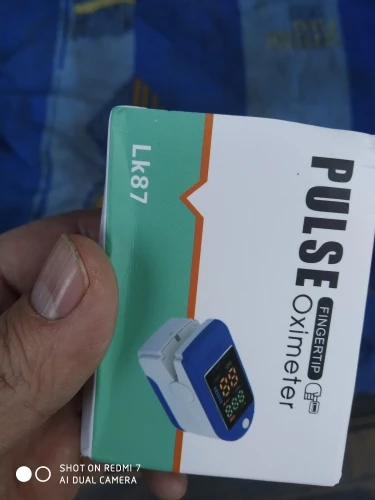 Lk87
PULSE
FINGERTIP
Oximeter
SHOT ON REDMI 7
AI DUAL CAMERA